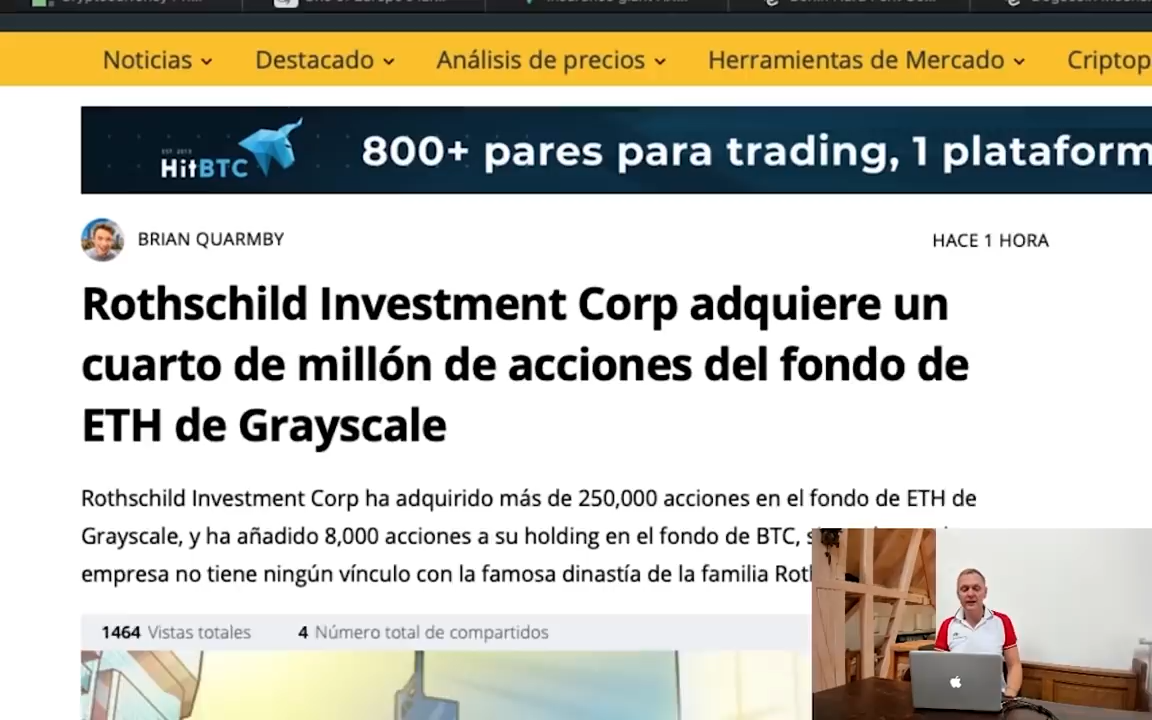 Noticias
Destacado
Análisis de precios
Herramientas de Mercado
Criptop
HitBTC
800+ pares para trading, 1 plataform
BRIAN QUARMBY
HACE 1 HORA
Rothschild Investment Corp adquiere un
cuarto de millón de acciones del fondo de
ETH de Grayscale
Rothschild Investment Corp ha adquirido más de 250,000 acciones en el fondo de ETH de
Grayscale, y ha añadido 8,000 acciones a su holding en el fondo de BTC,
empresa no tiene ningún vínculo con la famosa dinastía de la familia Rot
1464 Vistas totales
4 Número total de compartidos